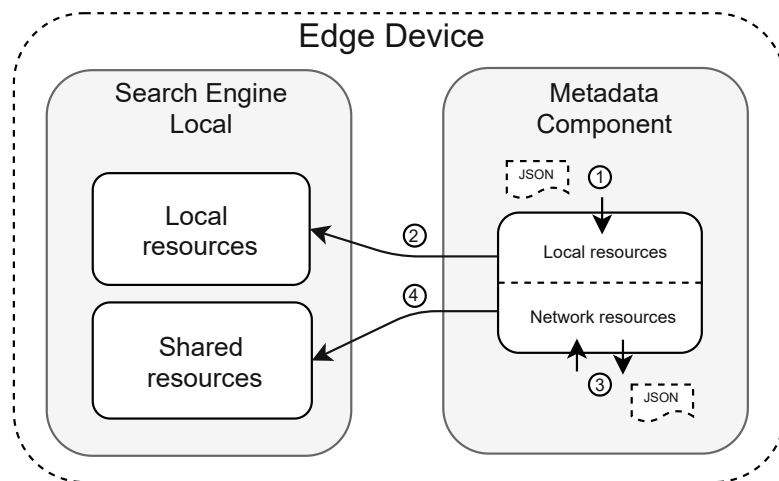 Edge Device
Search Engine
Local
Local
resources
Shared
resources
Metadata
Component
JSON
1
Local resources
Network resources
2
4
3
JSON